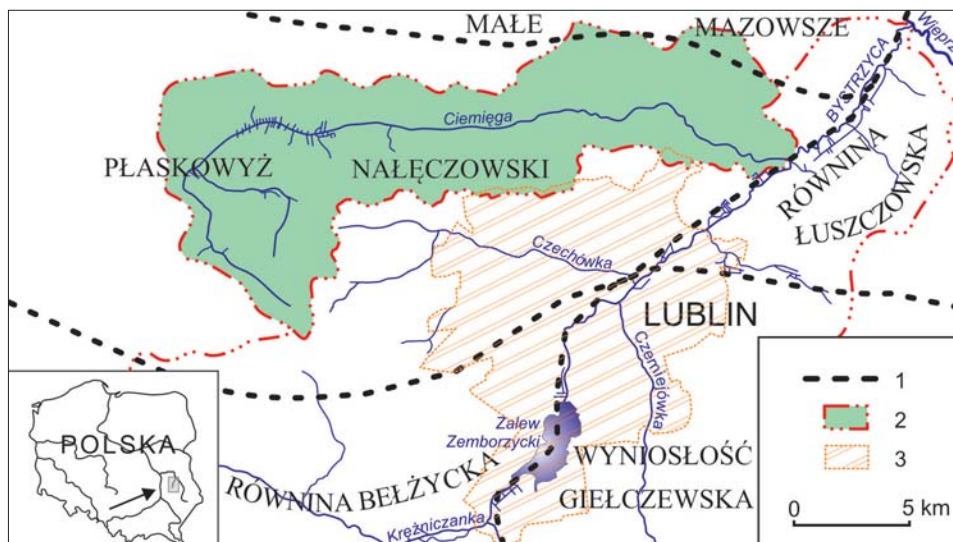 MAŁE
MAZOWSZE
Wieprz
BYSTRZYCA
Ciemięga
PŁASKOWYŻ
NAŁĘCZOWSKI
RÓWNINA
ŁUSZCZOWSKA
Czechówka
LUBLIN
Czerniejówka
Zalew
Zemborzycki
WYNIOSŁOŚĆ
GIEŁCZEWSKA
RÓWNINA BEŁŻYCKA
Krężniczanka
POLSKA
1
2
3
0 5 km